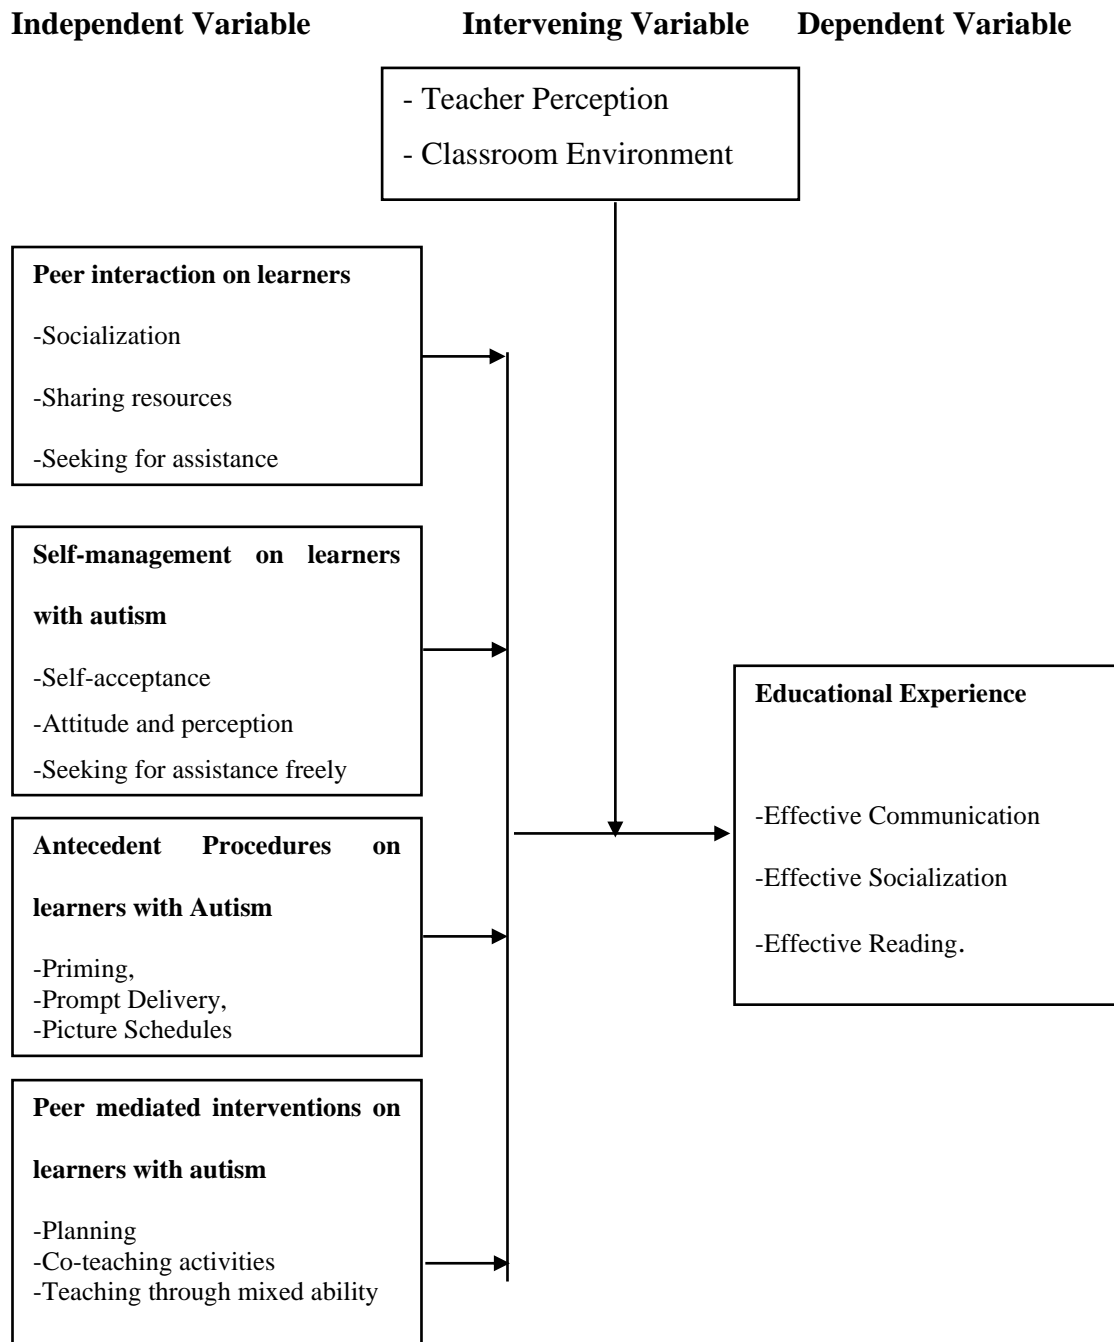 Independent Variable Intervening Variable Dependent Variable
- Teacher Perception
- Classroom Environment
Peer interaction on learners
-Socialization
-Sharing resources
-Seeking for assistance
Self-management on learners
with autism
-Self-acceptance
-Attitude and perception
-Seeking for assistance freely
Antecedent Procedures on
learners with Autism
-Priming,
-Prompt Delivery,
-Picture Schedules
Peer mediated interventions on
learners with autism
-Planning
-Co-teaching activities
-Teaching through mixed ability
Educational Experience
-Effective Communication
-Effective Socialization
-Effective Reading.